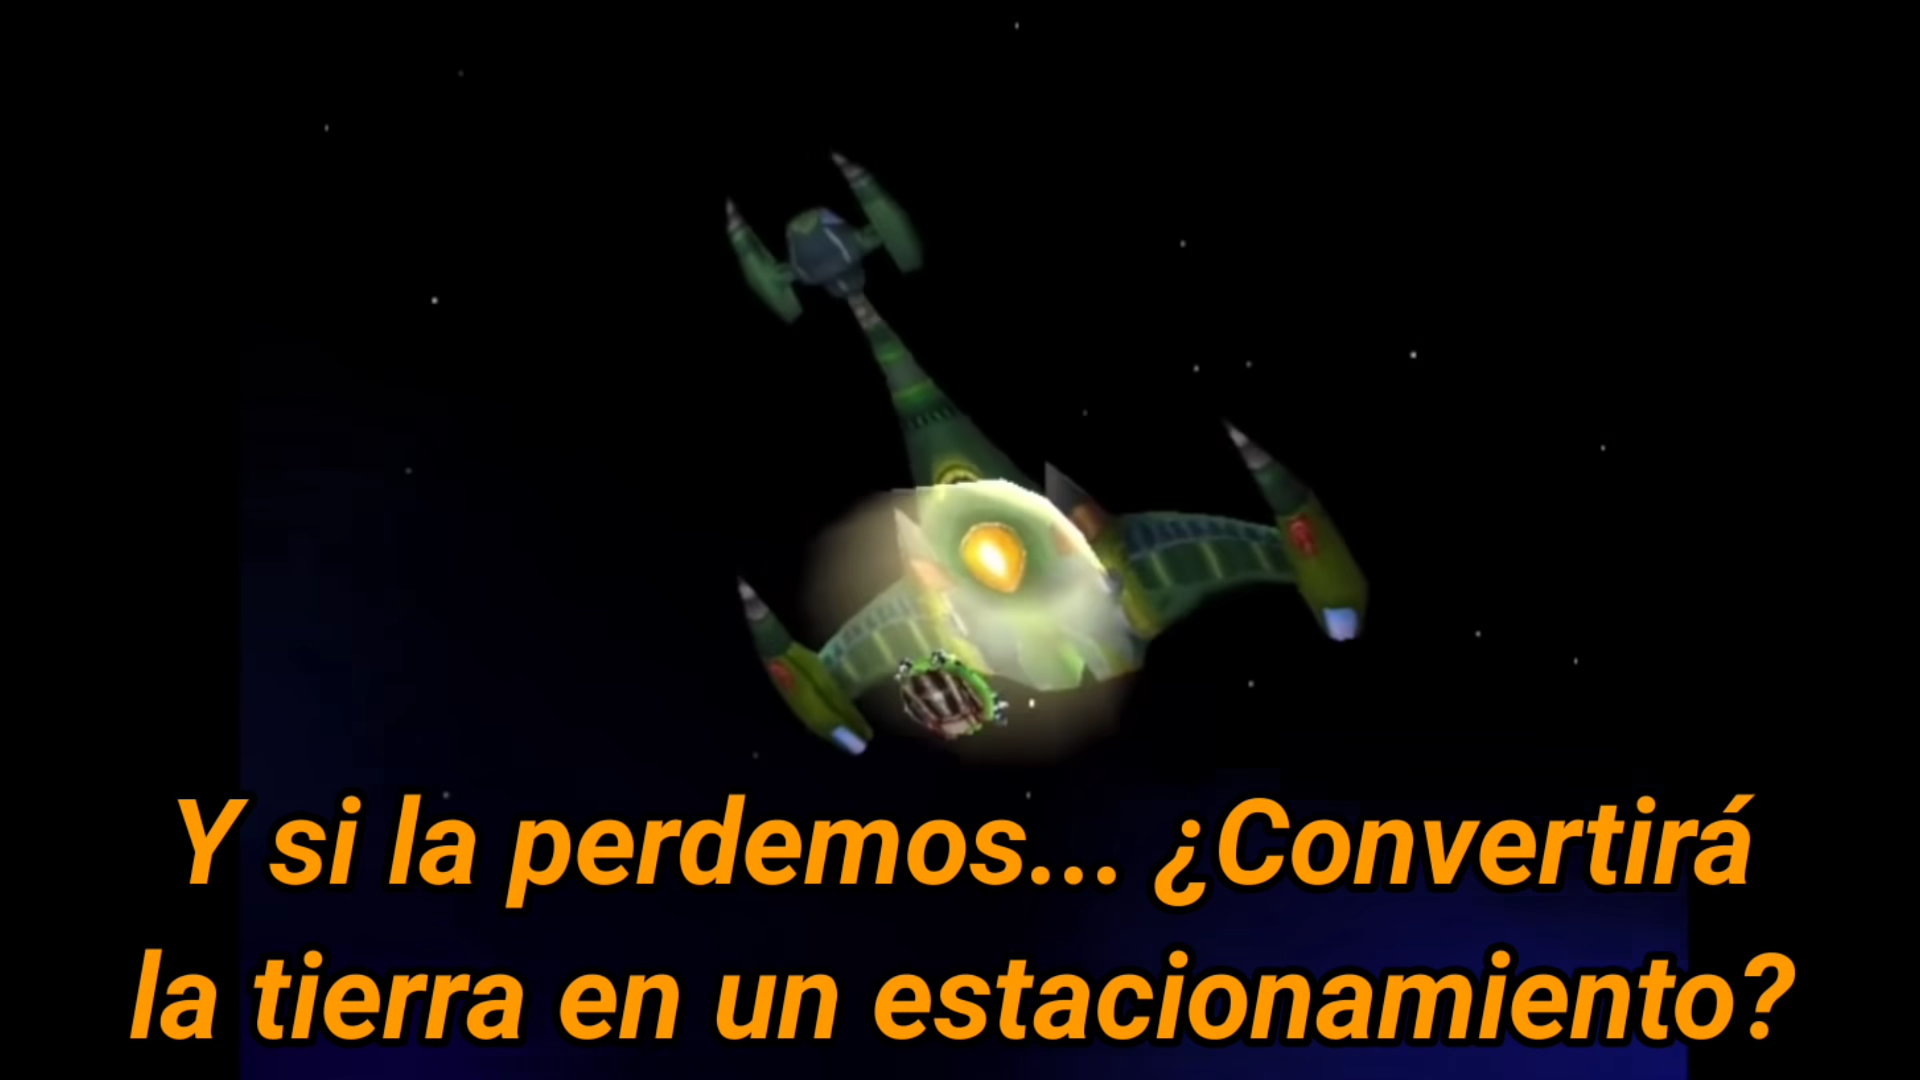 Y si la perdemos... ¿Convertirá
la tierra en un estacionamiento?